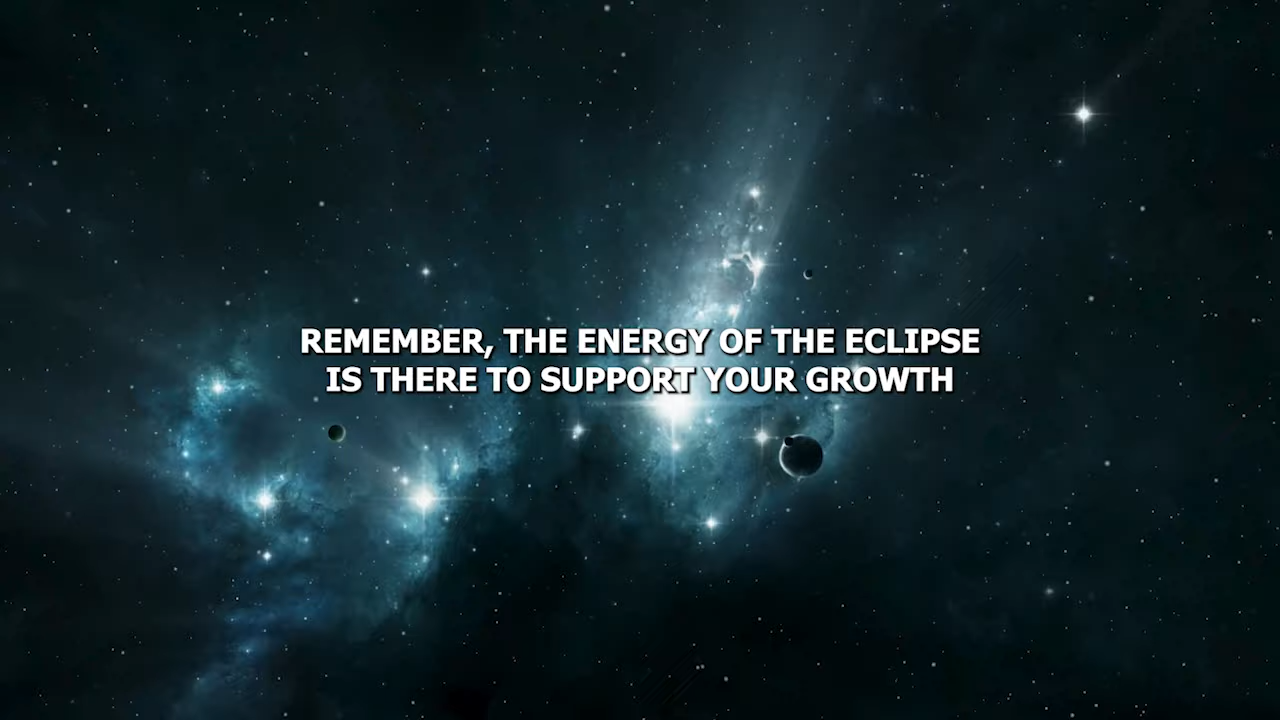 REMEMBER, THE ENERGY OF THE ECLIPSE
IS THERE TO SUPPORT YOUR GROWTH